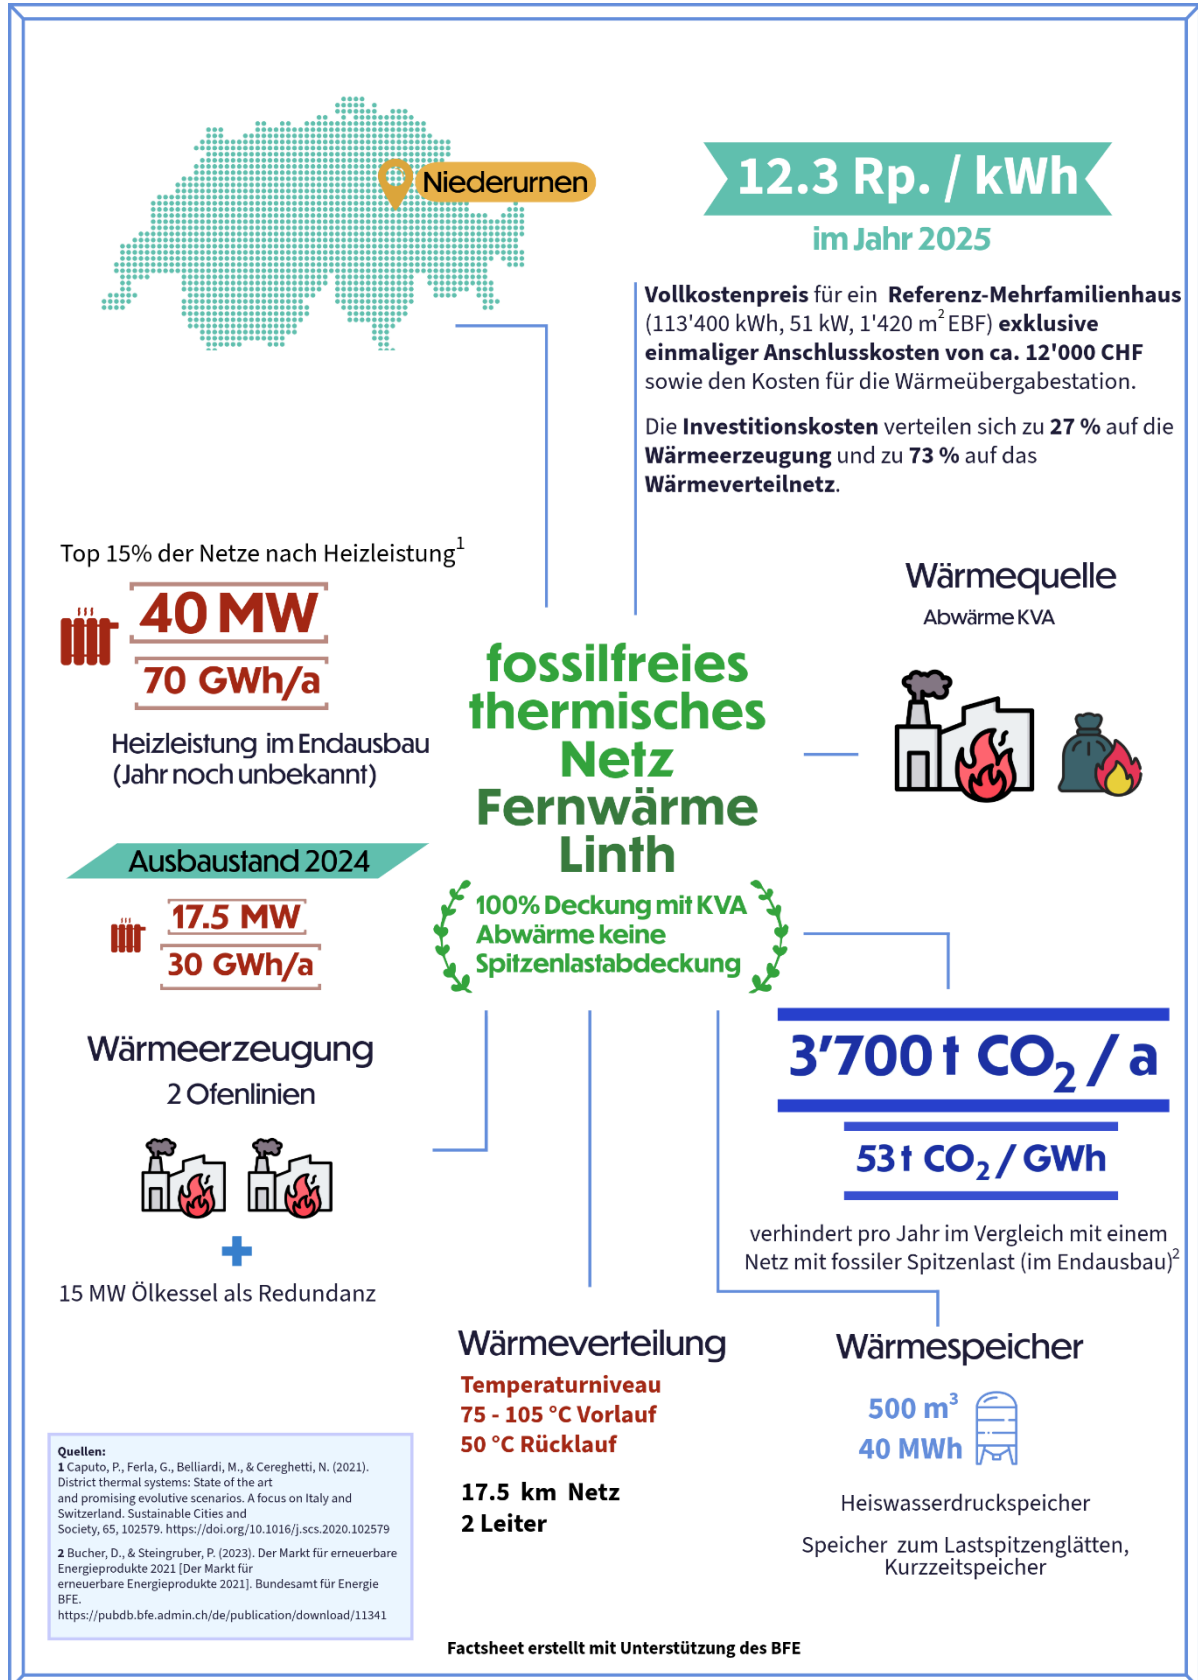 Niederurnen
12.3 Rp. / kWh
im Jahr 2025
Vollkostenpreis für ein Referenz-Mehrfamilienhaus
(113'400 kWh, 51 kW, 1'420 m² EBF) exklusive
einmaliger Anschlusskosten von ca. 12'000 CHF
sowie den Kosten für die Wärmeübergabestation.
Die Investitionskosten verteilen sich zu 27 % auf die
Wärmeerzeugung und zu 73 % auf das
Wärmeverteilnetz.
Top 15% der Netze nach Heizleistung¹
40 MW
70 GWh/a
Heizleistung im Endausbau
(Jahr noch unbekannt)
Wärmequelle
Abwärme KVA
fossilfreies
thermisches
Netz
Fernwärme
Linth
100% Deckung mit KVA
Abwärme keine
Spitzenlastabdeckung
Ausbaustand 2024
17.5 MW
30 GWh/a
Wärmeerzeugung
2 Ofenlinien
15 MW Ölkessel als Redundanz
3'700 t CO₂ / a
53 t CO₂ / GWh
verhindert pro Jahr im Vergleich mit einem
Netz mit fossiler Spitzenlast (im Endausbau)²
Wärmeverteilung
Temperaturniveau
75 - 105 °C Vorlauf
50 °C Rücklauf
17.5 km Netz
2 Leiter
Wärmespeicher
500 m³
40 MWh
Heiswasserdruckspeicher
Speicher zum Lastspitzenglätten,
Kurzzeitspeicher
Quellen:
1 Caputo, P., Ferla, G., Belliardi, M., & Cereghetti, N. (2021).
District thermal systems: State of the art
and promising evolutive scenarios. A focus on Italy and
Switzerland. Sustainable Cities and
Society, 65, 102579. https://doi.org/10.1016/j.scs.2020.102579
2 Bucher, D., & Steingruber, P. (2023). Der Markt für erneuerbare
Energieprodukte 2021 [Der Markt für
erneuerbare Energieprodukte 2021]. Bundesamt für Energie
BFE.
https://pubdb.bfe.admin.ch/de/publication/download/11341
Factsheet erstellt mit Unterstützung des BFE